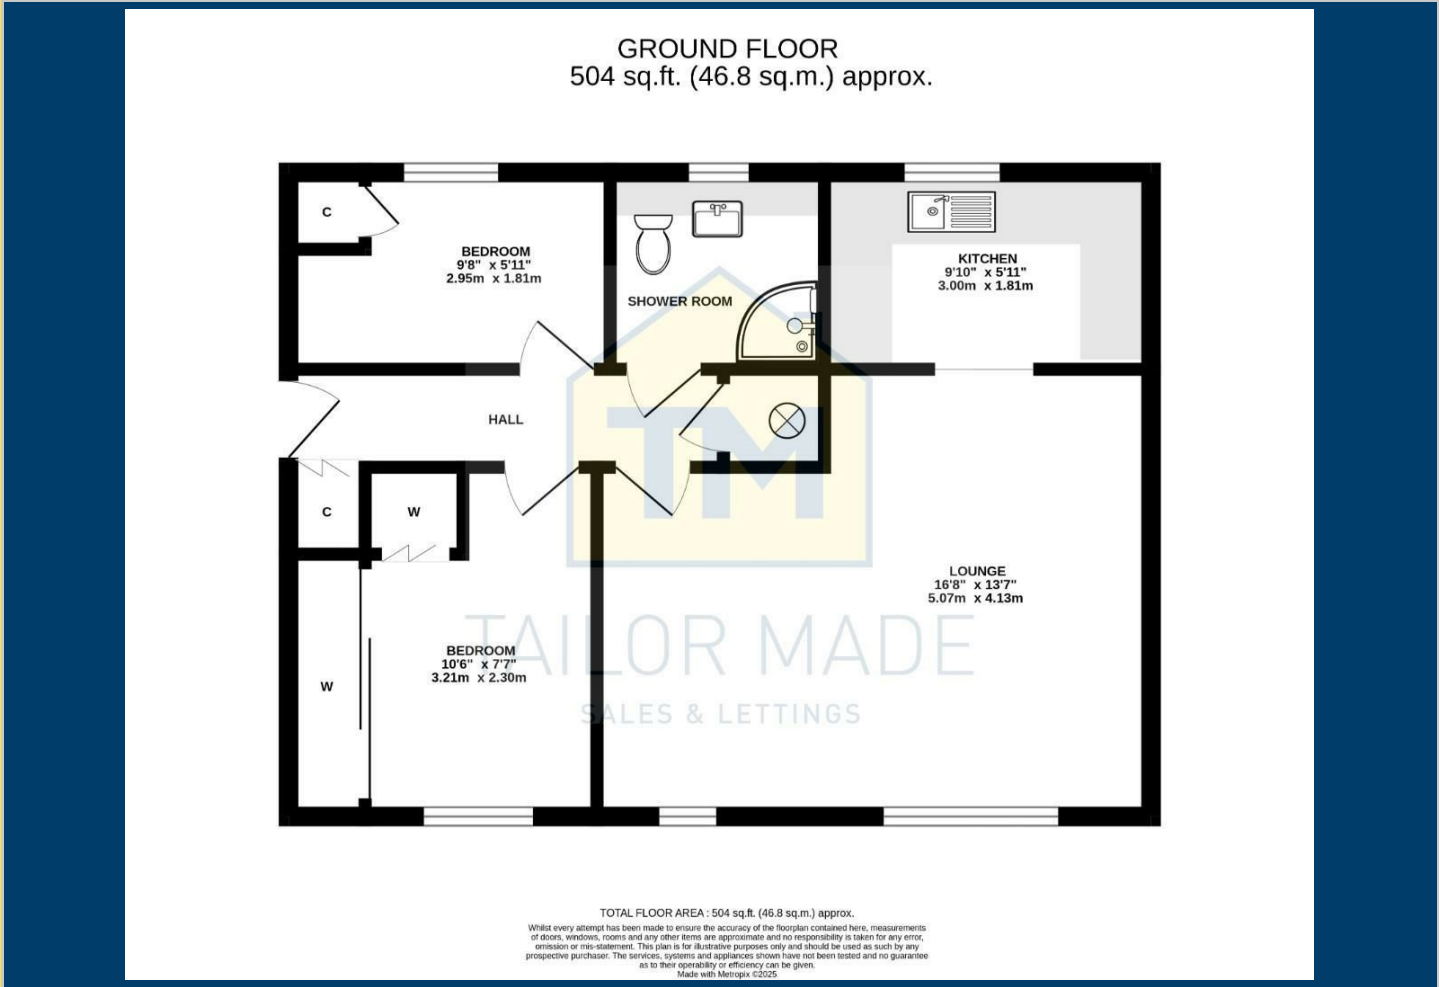 GROUND FLOOR
504 sq.ft. (46.8 sq.m.) approx.
C
BEDROOM
9'8" x 5'11"
2.95m x 1.81m
SHOWER ROOM
KITCHEN
9'10" x 5'11"
3.00m x 1.81m
HALL
C
W
TM
LOUNGE
16'8" x 13'7"
5.07m x 4.13m
TAILOR MADE
SALES & LETTINGS
BEDROOM
10'6" x 7'7"
3.21m x 2.30m
W
TOTAL FLOOR AREA : 504 sq.ft. (46.8 sq.m.) approx.
Whilst every attempt has been made to ensure the accuracy of the floorplan contained here, measurements
of doors, windows, rooms and any other items are approximate and no responsibility is taken for any error,
omission or mis-statement. This plan is for illustrative purposes only and should be used as such by any
prospective purchaser. The services, systems and appliances shown have not been tested and no guarantee
as to their operability or efficiency can be given.
Made with Metropix ©2025